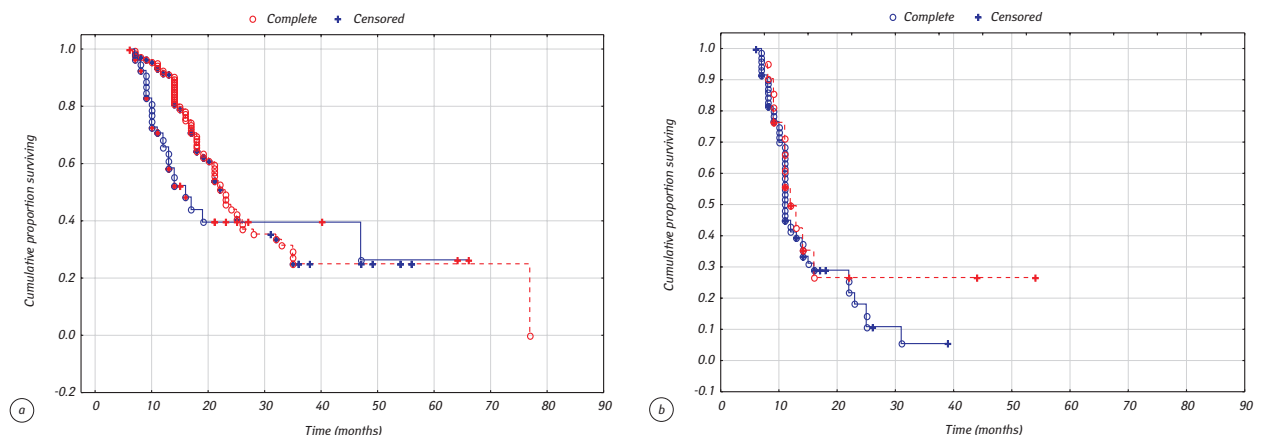 Complete Censored
1.0
0.8
0.6
0.4
0.2
0.0
-0.2
Cumulative proportion surviving
0 10 20 30 40 50 60 70 80 90
Time (months)
a
Complete Censored
1.0
0.9
0.8
0.7
0.6
0.5
0.4
0.3
0.2
0.1
0.0
-0.1
Cumulative proportion surviving
0 10 20 30 40 50 60 70 80 90
Time (months)
b